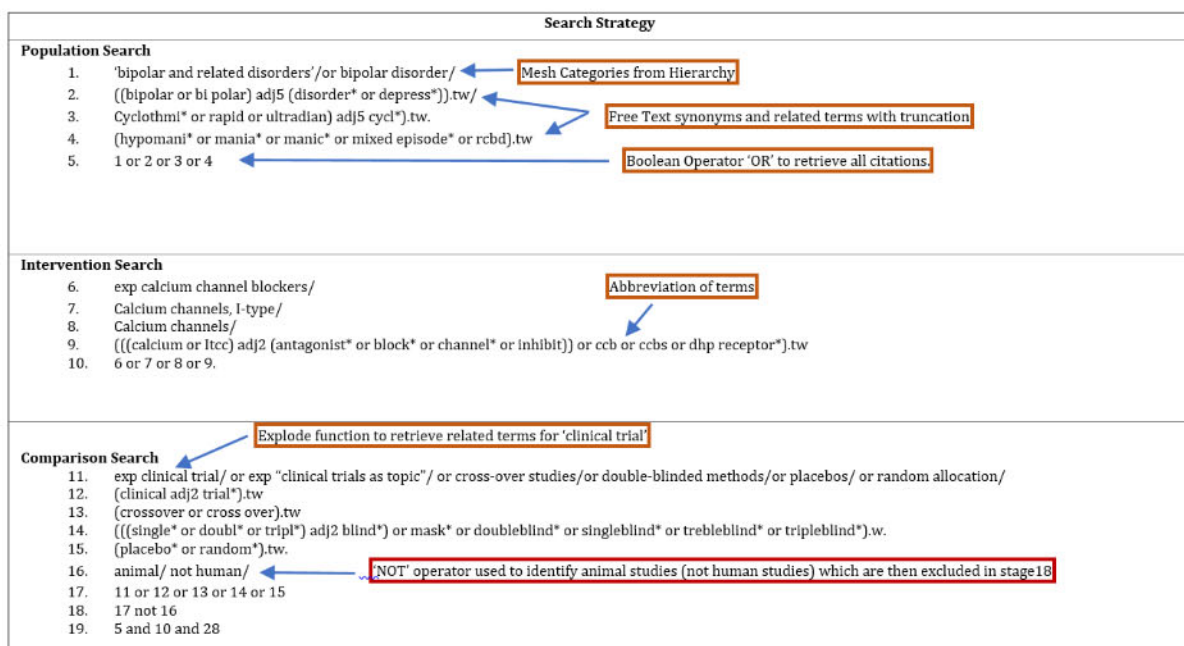 Search Strategy
Population Search
1. 'bipolar and related disorders'/or bipolar disorder/
Mesh Categories from Hierarchy
2. ((bipolar or bi polar) adj5 (disorder* or depress*)).tw/
3. Cyclothmi* or rapid or ultradian) adj5 cycl*).tw.
Free Text synonyms and related terms with truncation
4. (hypomani* or mania* or manic* or mixed episode* or rcbd).tw
5. 1 or 2 or 3 or 4
Boolean Operator 'OR' to retrieve all citations.
Intervention Search
6. exp calcium channel blockers/
Abbreviation of terms
7. Calcium channels, I-type/
8. Calcium channels/
9. (((calcium or Itcc) adj2 (antagonist* or block* or channel* or inhibit)) or ccb or ccbs or dhp receptor*).tw
10. 6 or 7 or 8 or 9.
Explode function to retrieve related terms for 'clinical trial'
Comparison Search
11. exp clinical trial/ or exp "clinical trials as topic"/ or cross-over studies/or double-blinded methods/or placebos/ or random allocation/
12. (clinical adj2 trial*).tw
13. (crossover or cross over).tw
14. (((single* or doubl* or tripl*) adj2 blind*) or mask* or doubleblind* or singleblind* or trebleblind* or tripleblind*).w.
15. (placebo* or random*).tw.
16. animal/ not human/
'NOT' operator used to identify animal studies (not human studies) which are then excluded in stage18
17. 11 or 12 or 13 or 14 or 15
18. 17 not 16
19. 5 and 10 and 28